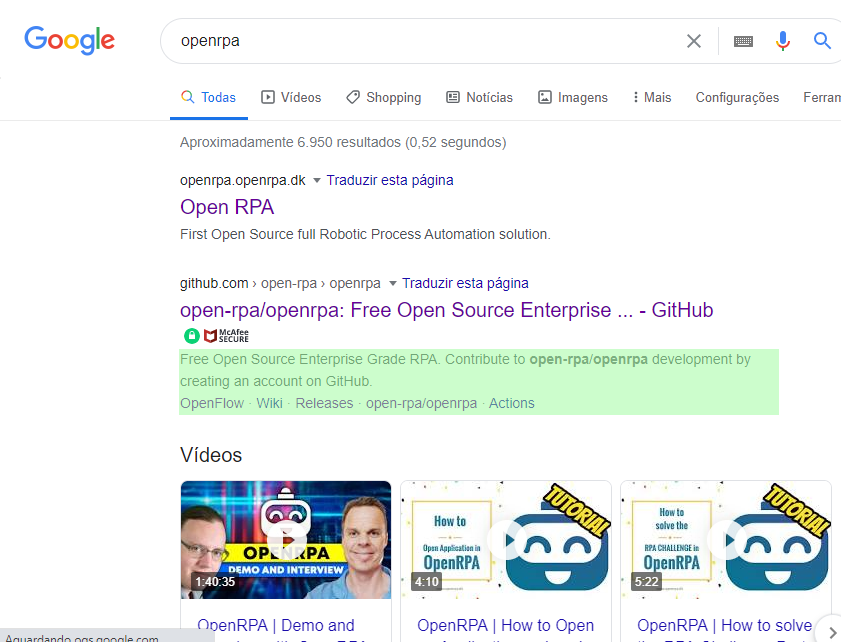 Google
openrpa
Todas
Vídeos
Shopping
Notícias
Imagens
Mais
Configurações
Ferram
Aproximadamente 6.950 resultados (0,52 segundos)
openrpa.openrpa.dk Traduzir esta página
Open RPA
First Open Source full Robotic Process Automation solution.
github.com › open-rpa › openrpa Traduzir esta página
open-rpa/openrpa: Free Open Source Enterprise ... - GitHub
McAfee
SECURE
Free Open Source Enterprise Grade RPA. Contribute to open-rpa/openrpa development by
creating an account on GitHub.
OpenFlow · Wiki · Releases · open-rpa/openrpa · Actions
Vídeos
OPENRPA
DEMO AND INTERVIEW
1:40:35
TUTORIAL
How to
Open Application in
OpenRPA
4:10
TUTORIAL
How to
solve the
RPA CHALLENGE in
OpenRPA
5:22
OpenRPA | Demo and
OpenRPA | How to Open
OpenRPA | How to solve
Aguardando ogs.google.com